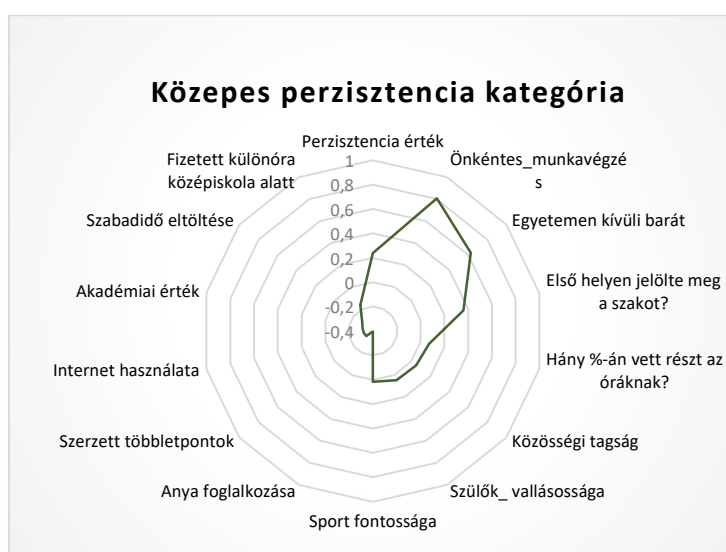 Közepes perzisztencia kategória
Perzisztencia érték
Önkéntes_munkavégzé
s
Egyetemen kívüli barát
Első helyen jelölte meg
a szakot?
Hány %-án vett részt az
óráknak?
Közösségi tagság
Szülők_ vallásossága
Sport fontossága
Anya foglalkozása
Szerzett többletpontok
Internet használata
Akadémiai érték
Szabadidő eltöltése
Fizetett különóra
középiskola alatt
1
0,8
0,6
0,4
0,2
0
-0,2
-0,4